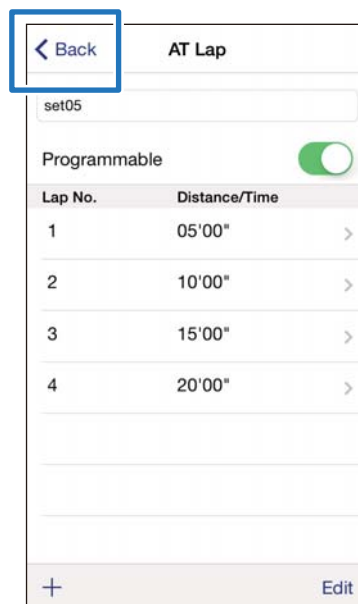 Back AT Lap
set05
Programmable
Lap No. Distance/Time
1 05'00"
2 10'00"
3 15'00"
4 20'00"
+ Edit